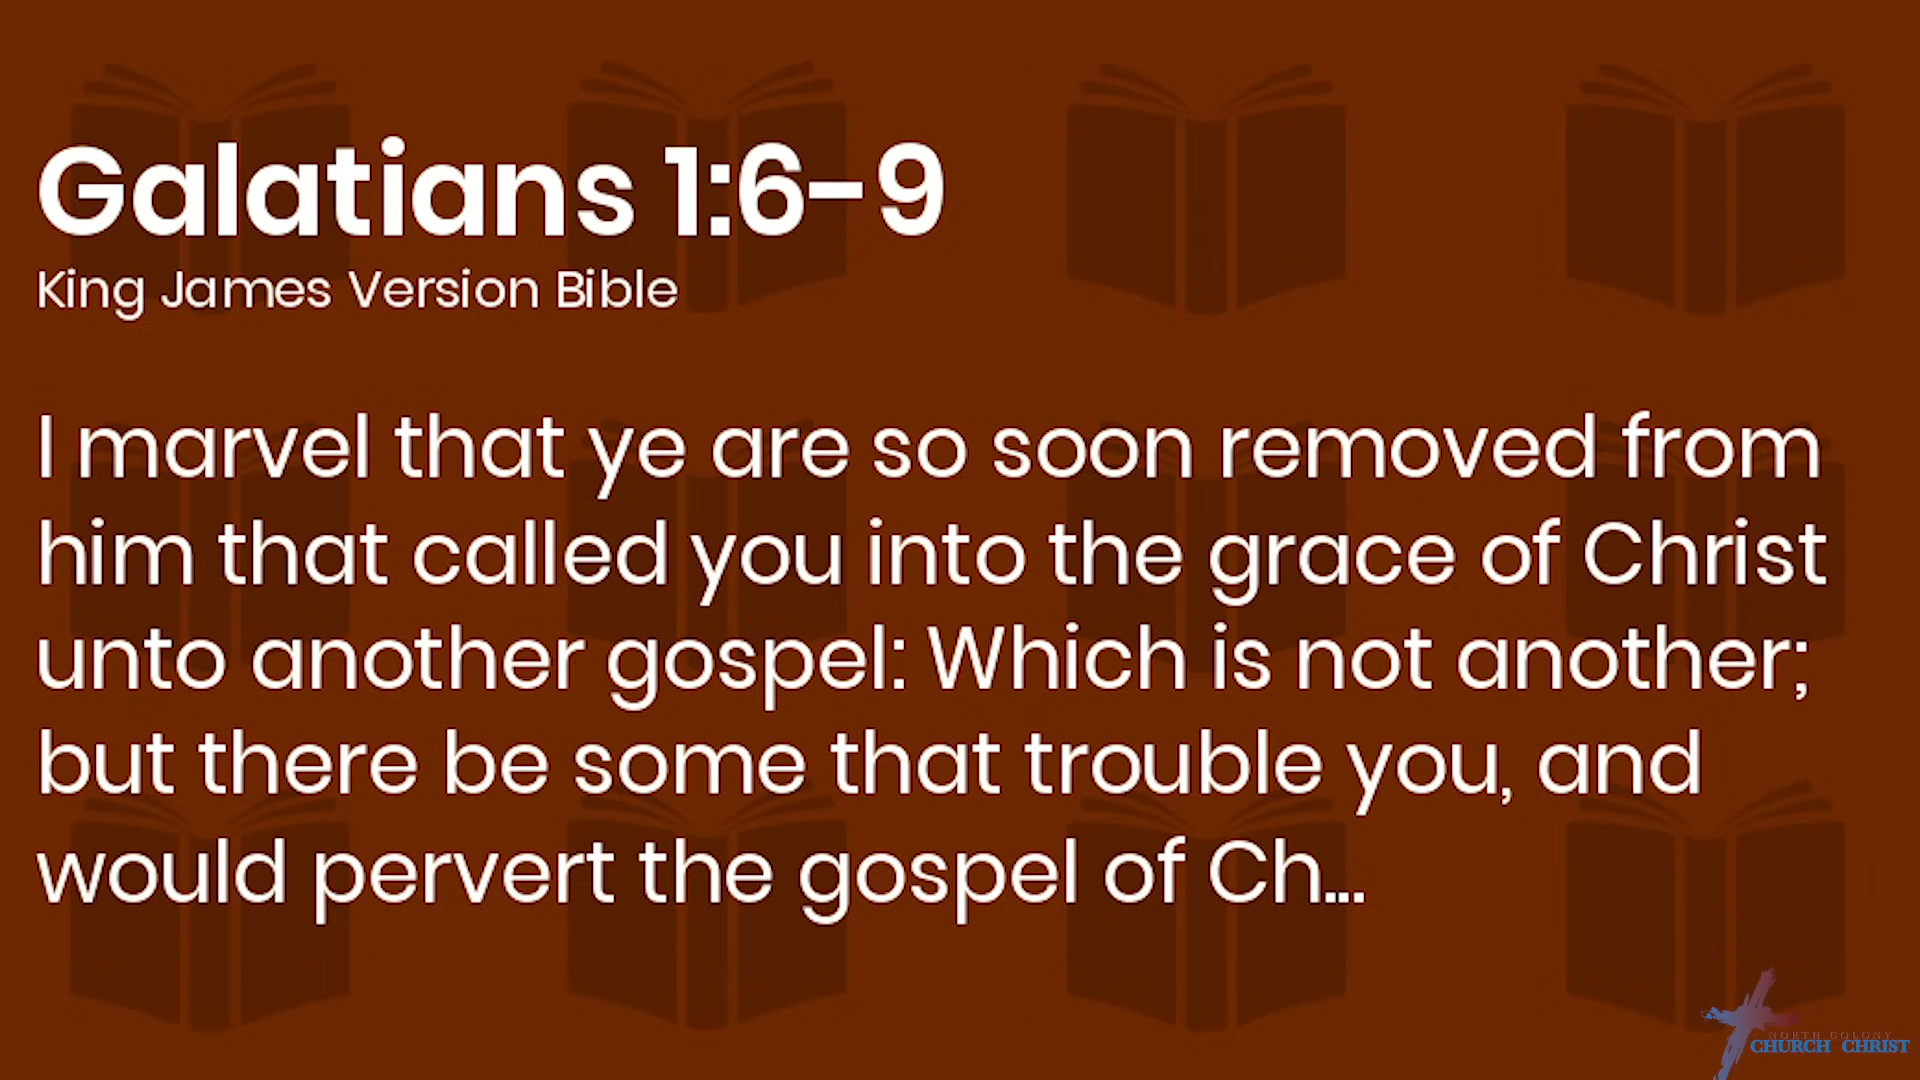 Galatians 1:6-9
King James Version Bible
I marvel that ye are so soon removed from
him that called you into the grace of Christ
unto another gospel: Which is not another;
but there be some that trouble you, and
would pervert the gospel of Ch...
NORTH COLONY
CHURCH CHRIST